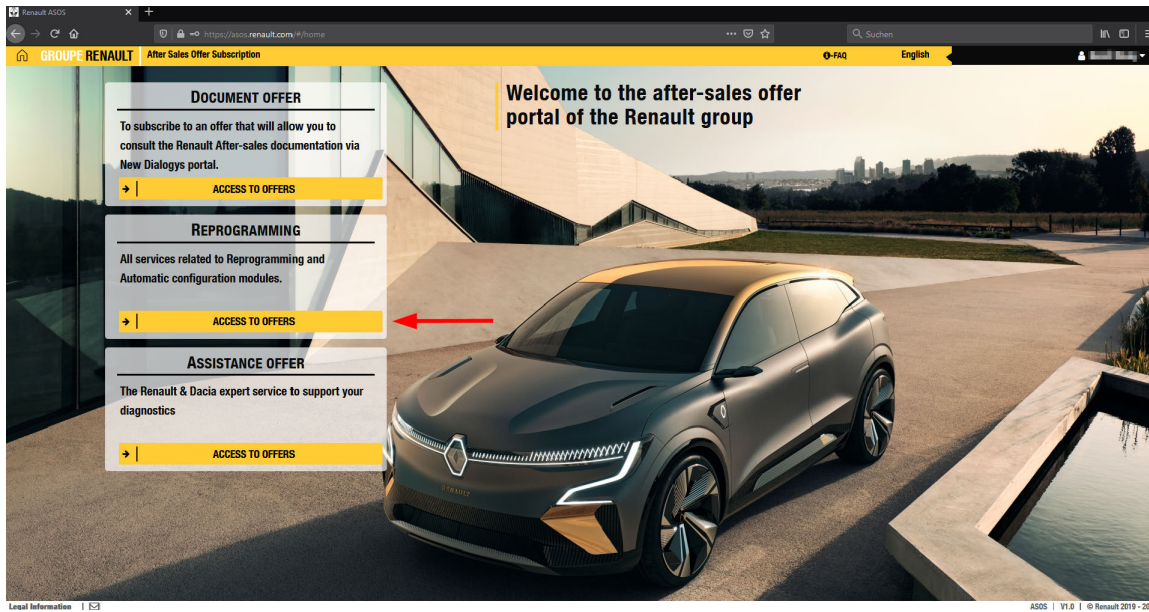 Renault ASOS
https://asos.renault.com/#/home
Suchen
GROUPE RENAULT
After Sales Offer Subscription
FAQ
English
Welcome to the after-sales offer
portal of the Renault group
DOCUMENT OFFER
To subscribe to an offer that will allow you to
consult the Renault After-sales documentation via
New Dialogys portal.
ACCESS TO OFFERS
REPROGRAMMING
All services related to Reprogramming and
Automatic configuration modules.
ACCESS TO OFFERS
ASSISTANCE OFFER
The Renault & Dacia expert service to support your
diagnostics
ACCESS TO OFFERS
RENAULT
Legal Information |
ASOS | V1.0 | © Renault 2019 - 20